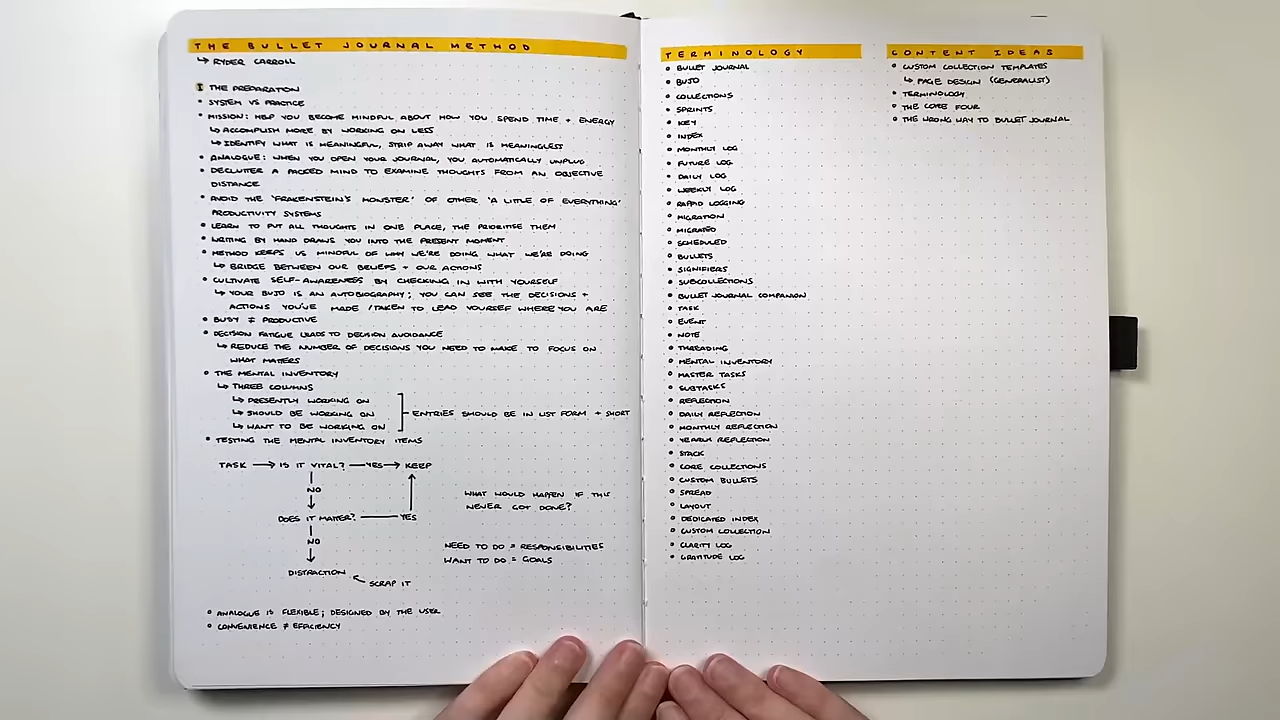 THE BULLET JOURNAL METHOD
↳ RYDER CARROLL
I THE PREPARATION
• SYSTEM VS PRACTICE
• MISSION: HELP YOU BECOME MINDFUL ABOUT HOW YOU SPEND TIME + ENERGY
↳ ACCOMPLISH MORE BY WORKING ON LESS
↳ IDENTIFY WHAT IS MEANINGFUL, STRIP AWAY WHAT IS MEANINGLESS
• ANALOGUE: WHEN YOU OPEN YOUR JOURNAL, YOU AUTOMATICALLY UNPLUG
• DECLUTTER A PACKED MIND TO EXAMINE THOUGHTS FROM AN OBJECTIVE
DISTANCE
• AVOID THE 'FRAKENSTEIN'S MONSTER' OF OTHER 'A LITTLE OF EVERYTHING'
PRODUCTIVITY SYSTEMS
• LEARN TO PUT ALL THOUGHTS IN ONE PLACE, THE PRIORITISE THEM
• WRITING BY HAND DRAWS YOU INTO THE PRESENT MOMENT
• METHOD KEEPS US MINDFUL OF WHY WE'RE DOING WHAT WE'RE DOING
↳ BRIDGE BETWEEN OUR BELIEFS + OUR ACTIONS
• CULTIVATE SELF-AWARENESS BY CHECKING IN WITH YOURSELF
↳ YOUR BUJO IS AN AUTOBIOGRAPHY; YOU CAN SEE THE DECISIONS +
ACTIONS YOU'VE MADE / TAKEN TO LEAD YOURSELF WHERE YOU ARE
• BUSY ≠ PRODUCTIVE
• DECISION FATIGUE LEADS TO DECISION AVOIDANCE
↳ REDUCE THE NUMBER OF DECISIONS YOU NEED TO MAKE TO FOCUS ON
WHAT MATTERS
• THE MENTAL INVENTORY
↳ THREE COLUMNS
↳ PRESENTLY WORKING ON
↳ SHOULD BE WORKING ON
ENTRIES SHOULD BE IN LIST FORM + SHORT
↳ WANT TO BE WORKING ON
• TESTING THE MENTAL INVENTORY ITEMS
TASK → IS IT VITAL? — YES → KEEP
NO
WHAT WOULD HAPPEN IF THIS
NEVER GOT DONE?
DOES IT MATTER? — YES
NO
NEED TO DO = RESPONSIBILITIES
WANT TO DO = GOALS
DISTRACTION
SCRAP IT
• ANALOGUE IS FLEXIBLE; DESIGNED BY THE USER
• CONVENIENCE ≠ EFFICIENCY
TERMINOLOGY
• BULLET JOURNAL
• BUJO
• COLLECTIONS
• SPRINTS
• KEY
• INDEX
• MONTHLY LOG
• FUTURE LOG
• DAILY LOG
• WEEKLY LOG
• RAPID LOGGING
• MIGRATION
• MIGRATED
• SCHEDULED
• BULLETS
• SIGNIFIERS
• SUBCOLLECTIONS
• BULLET JOURNAL COMPANION
• TASK
• EVENT
• NOTE
• THREADING
• MENTAL INVENTORY
• MASTER TASKS
• SUBTASKS
• REFLECTION
• DAILY REFLECTION
• MONTHLY REFLECTION
• YEARLY REFLECTION
• STACK
• CORE COLLECTIONS
• CUSTOM BULLETS
• SPREAD
• LAYOUT
• DEDICATED INDEX
• CUSTOM COLLECTION
• CLARITY LOG
• GRATITUDE LOG
CONTENT IDEAS
• CUSTOM COLLECTION TEMPLATES
↳ PAGE DESIGN (GENERALIST)
• TERMINOLOGY
• THE CORE FOUR
• THE WRONG WAY TO BULLET JOURNAL